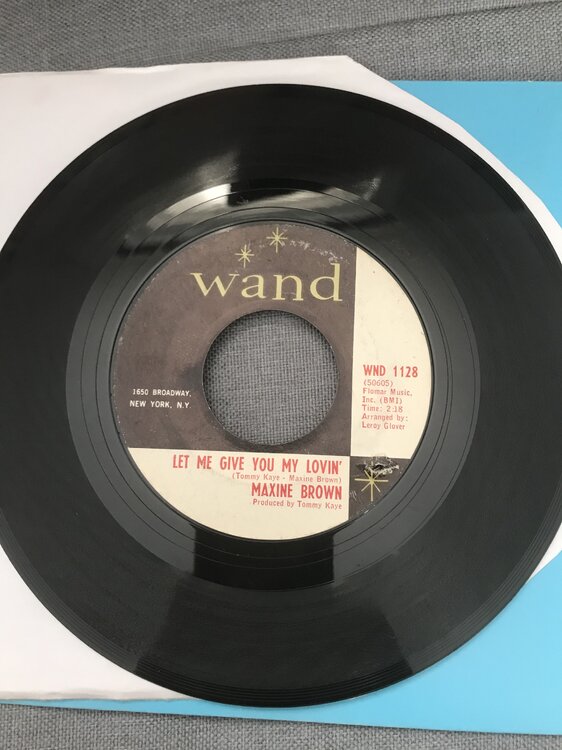 wand
1650 BROADWAY,
NEW YORK, N.Y.
WND 1128
(50605)
Flomar Music,
Inc. (BMI)
Time: 2:18
Arranged by:
Leroy Glover
LET ME GIVE YOU MY LOVIN'
(Tommy Kaye - Maxine Brown)
MAXINE BROWN
Produced by Tommy Kaye